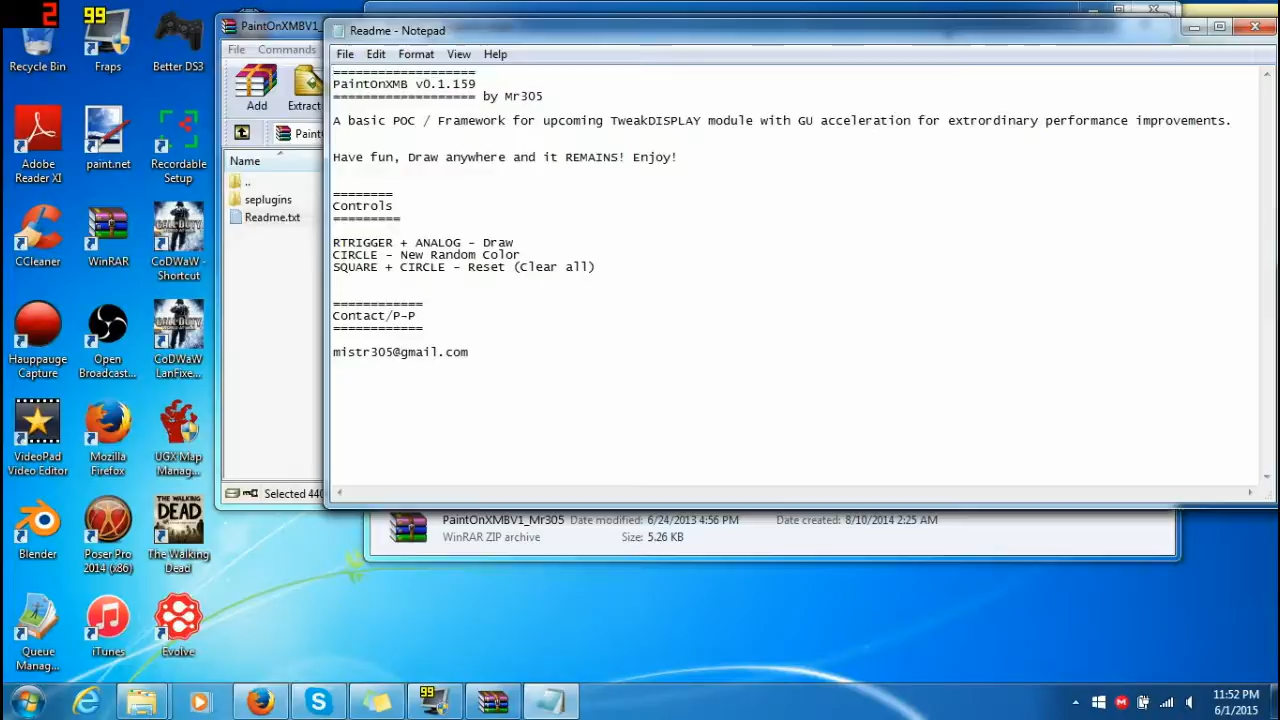 2
99
Recycle Bin
Fraps
Better DS3
Adobe
Reader XI
paint.net
Recordable
Setup
CCleaner
WinRAR
CoDWaW -
Shortcut
Hauppauge
Capture
Open
Broadcast...
CoDWaW
LanFixe...
VideoPad
Video Editor
Mozilla
Firefox
UGX Map
Manag...
Blender
Poser Pro
2014 (x86)
THE WALKING
DEAD
The Walking
Dead
Queue
Manag...
iTunes
Evolve
PaintOnXMBV1_
File Commands
Add
Extract
PaintO
Name
..
seplugins
Readme.txt
Selected 440
Readme - Notepad
File Edit Format View Help
===================
PaintOnXMB v0.1.159
=================== by Mr305
A basic POC / Framework for upcoming TweakDISPLAY module with GU acceleration for extrordinary performance improvements.
Have fun, Draw anywhere and it REMAINS! Enjoy!
========
Controls
=========
RTRIGGER + ANALOG - Draw
CIRCLE - New Random Color
SQUARE + CIRCLE - Reset (Clear all)
============
Contact/P-P
============
mistr305@gmail.com
PaintOnXMBV1_Mr305 Date modified: 6/24/2013 4:56 PM Date created: 8/10/2014 2:25 AM
WinRAR ZIP archive Size: 5.26 KB
99
11:52 PM
6/1/2015